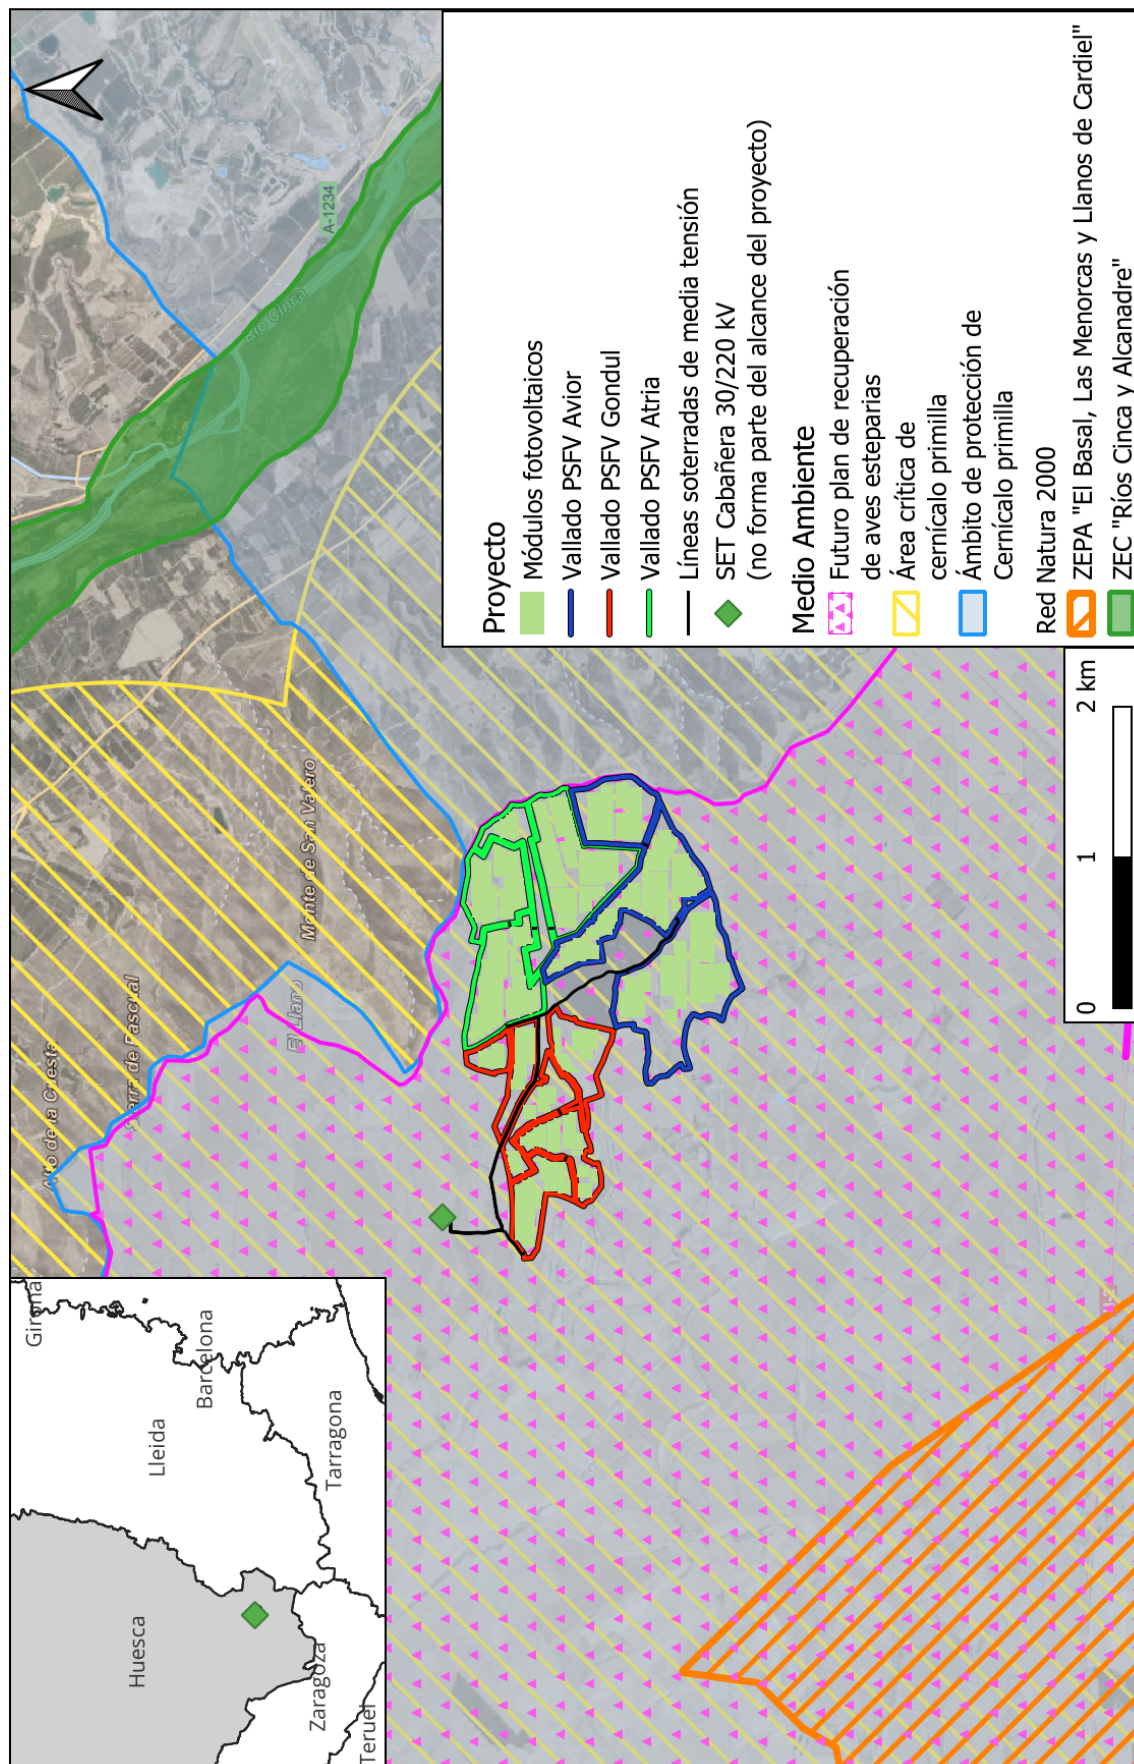 Girona
Lleida
Barcelona
Huesca
Tarragona
Zaragoza
Teruel
Alto de la Cuesta
Sierra de Pascual
El Llano
Monte de San Valero
Río Cinca
A-1234
Proyecto
Módulos fotovoltaicos
Vallado PSFV Avior
Vallado PSFV Gondul
Vallado PSFV Atria
Líneas soterradas de media tensión
SET Cabañera 30/220 kV
(no forma parte del alcance del proyecto)
Medio Ambiente
Futuro plan de recuperación
de aves esteparias
Área crítica de
cernícalo primilla
Ámbito de protección de
Cernícalo primilla
Red Natura 2000
ZEPA "El Basal, Las Menorcas y Llanos de Cardiel"
ZEC "Ríos Cinca y Alcanadre"
0 1 2 km